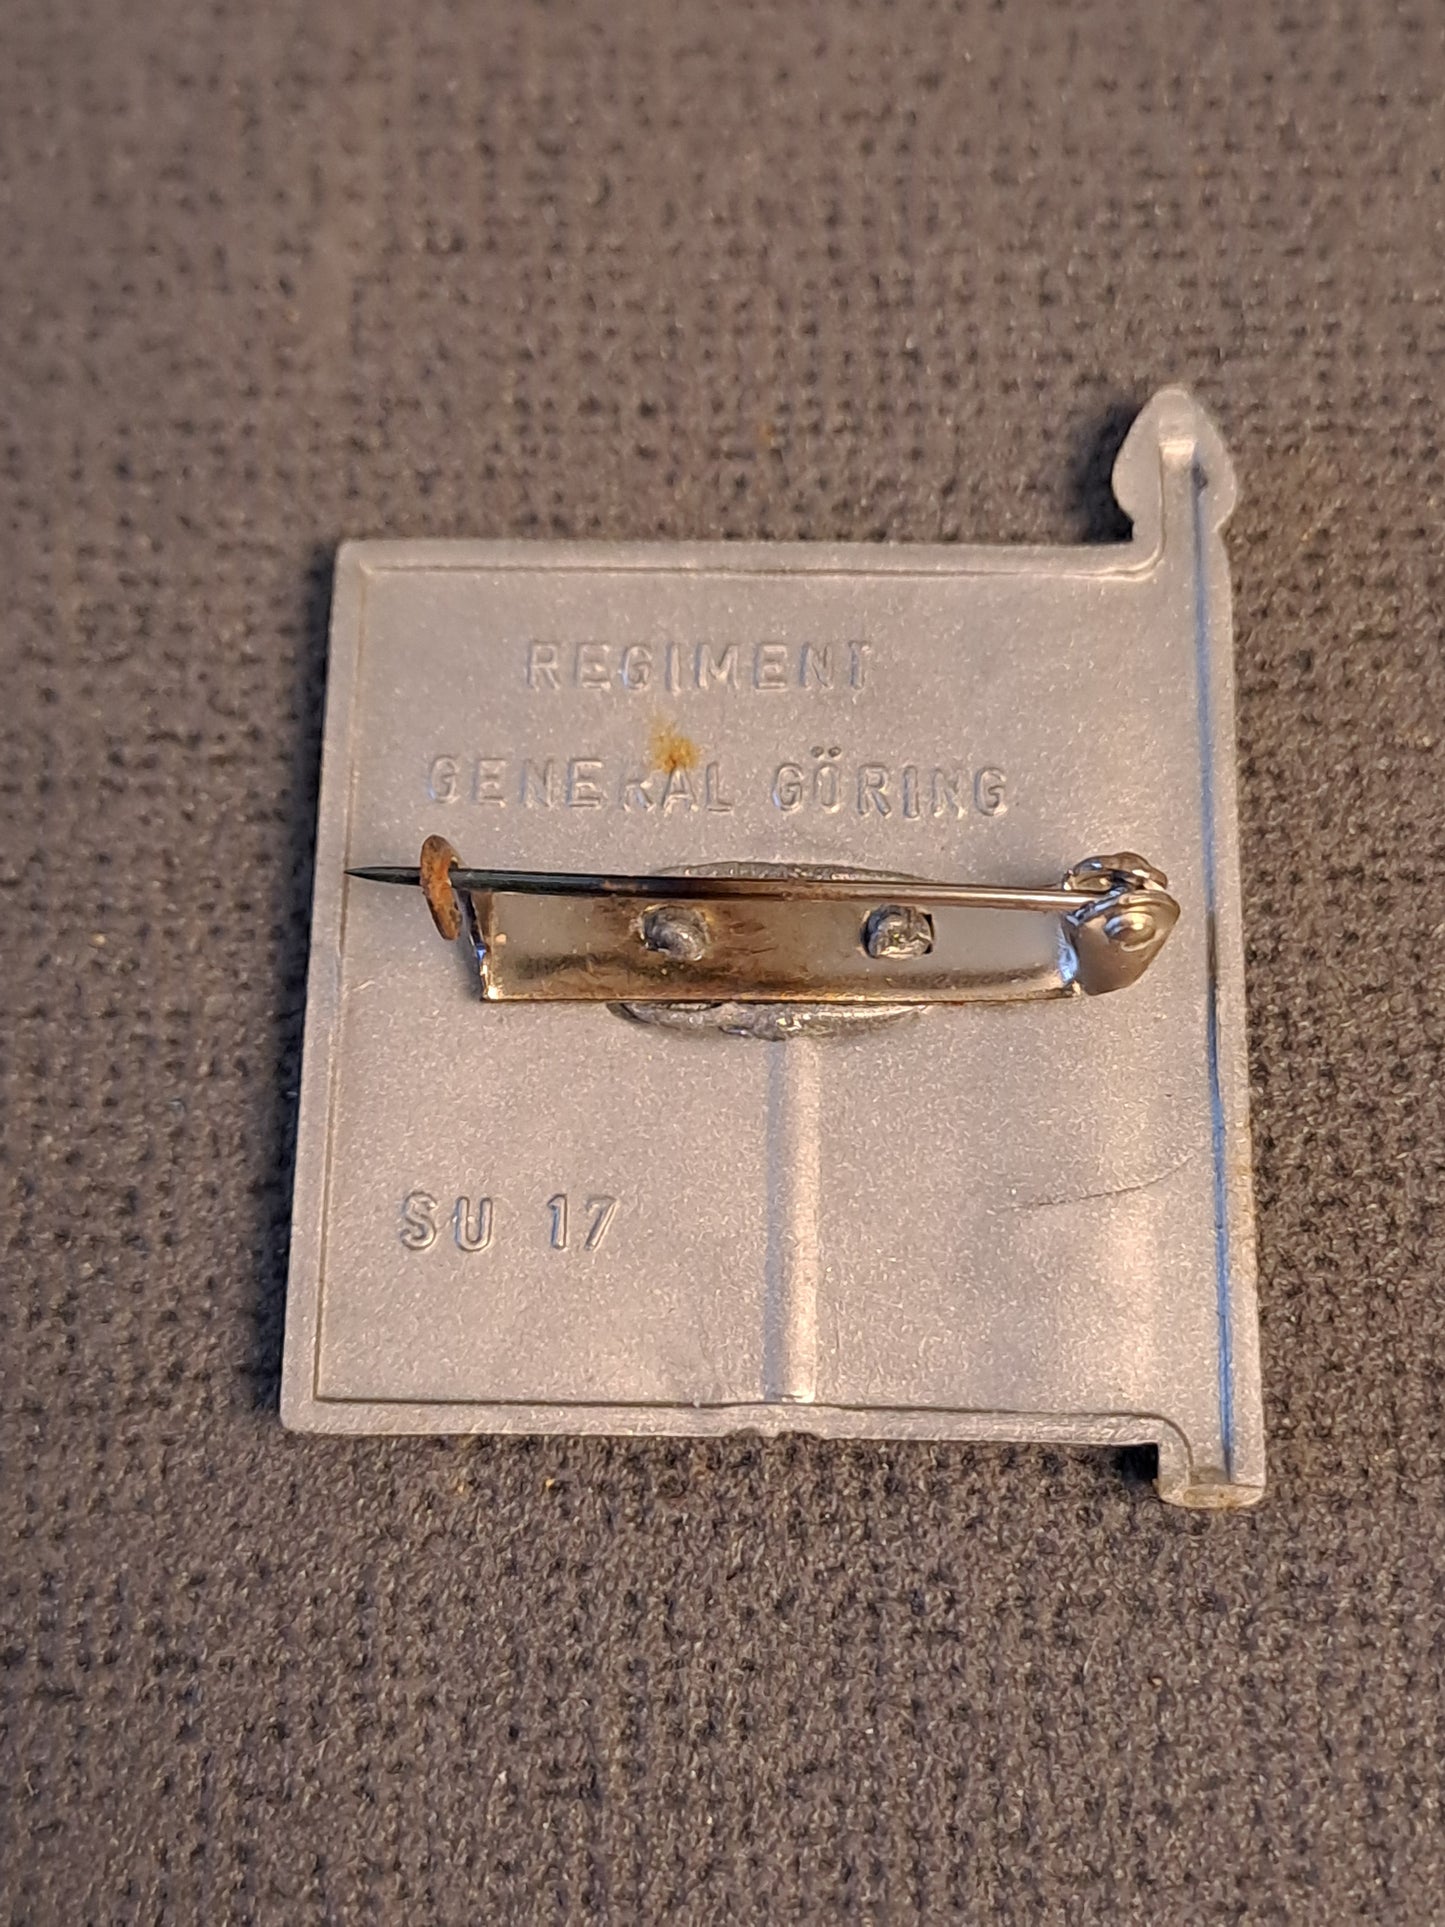 REGIMENT
GENERAL GÖRING
SU 17